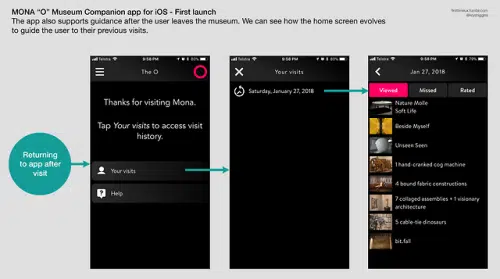 MONA "O" Museum Companion app for iOS - First launch
The app also supports guidance after the user leaves the museum. We can see how the home screen evolves
to guide the user to their previous visits.
Returning
to app after
visit
Telstra 6:56 PM
The O
Thanks for visiting Mona.
Tap Your visits to access visit
history.
Your visits
Help
Telstra 6:56 PM
Your visits
Saturday, January 27, 2018
Telstra 6:56 PM
Jan 27, 2018
Viewed Missed Rated
Nature Molle
Soft Life
Beside Myself
Unseen Seen
1 hand-cranked cog machine
4 bound fabric constructions
7 collaged assemblies + 1 visionary
architecture
5 cable-tie dinosaurs
bit.fall